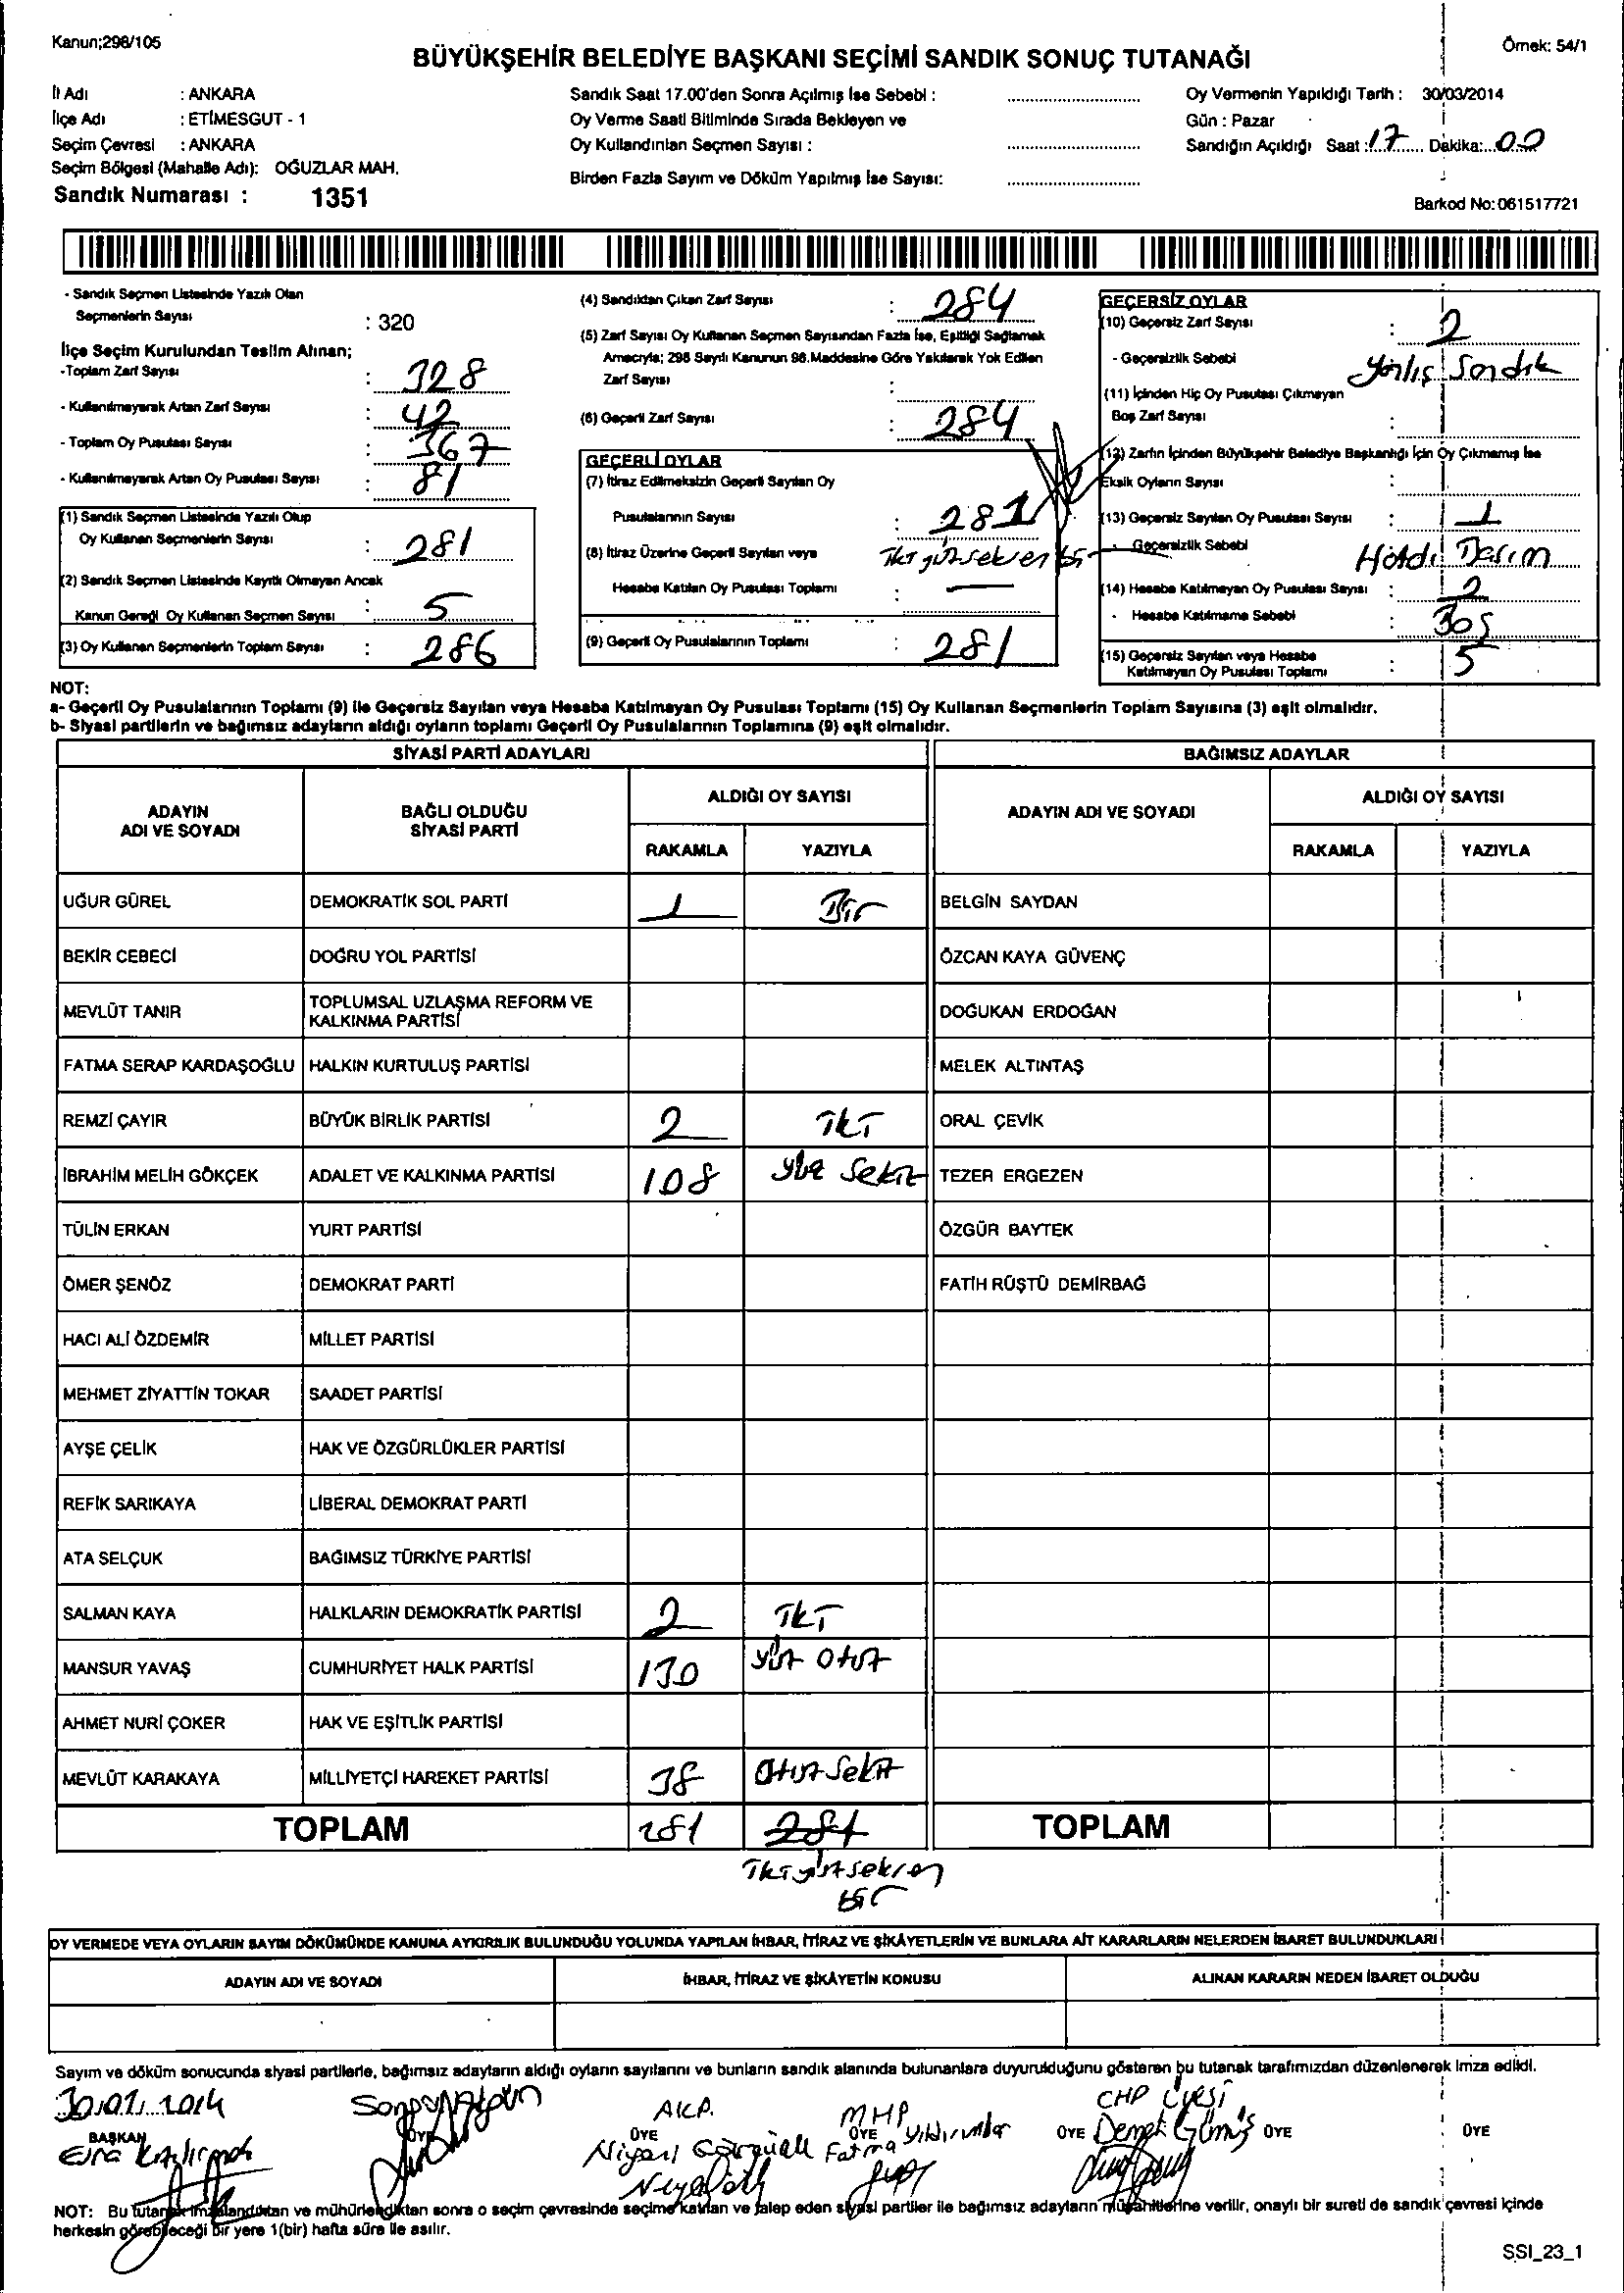 Kanun;298/105
Örnek: 54/1
BÜYÜKŞEHİR BELEDİYE BAŞKANI SEÇİMİ SANDIK SONUÇ TUTANAĞI
İl Adı : ANKARA
İlçe Adı : ETİMESGUT - 1
Seçim Çevresi : ANKARA
Seçim Bölgesi (Mahalle Adı): OĞUZLAR MAH.
Sandık Numarası : 1351
Sandık Saat 17.00'den Sonra Açılmış İse Sebebi :
Oy Verme Saati Bitiminde Sırada Bekleyen ve
Oy Kullandırılan Seçmen Sayısı :
Birden Fazla Sayım ve Döküm Yapılmış İse Sayısı:
Oy Vermenin Yapıldığı Tarih : 30/03/2014
Gün : Pazar
Sandığın Açıldığı Saat : 17 Dakika: 00
Barkod No: 061517721
- Sandık Seçmen Listesinde Yazılı Olan
Seçmenlerin Sayısı : 320
İlçe Seçim Kurulundan Teslim Alınan;
-Toplam Zarf Sayısı : 328
- Kullanılmayarak Artan Zarf Sayısı : 42
- Toplam Oy Pusulası Sayısı : 367
- Kullanılmayarak Artan Oy Pusulası Sayısı : 81
(1) Sandık Seçmen Listesinde Yazılı Olup
Oy Kullanan Seçmenlerin Sayısı : 281
(2) Sandık Seçmen Listesinde Kayıtlı Olmayan Ancak
Kanun Gereği Oy Kullanan Seçmen Sayısı : 5
(3) Oy Kullanan Seçmenlerin Toplam Sayısı : 286
(4) Sandıktan Çıkan Zarf Sayısı : 284
(5) Zarf Sayısı Oy Kullanan Seçmen Sayısından Fazla İse, Eşitliği Sağlamak
Amacıyla; 298 Sayılı Kanunun 98.Maddesine Göre Yakılarak Yok Edilen
Zarf Sayısı :
(6) Geçerli Zarf Sayısı : 284
GEÇERLİ OYLAR
(7) İtiraz Edilmeksizin Geçerli Sayılan Oy
Pusulalarının Sayısı : 281
İki yüz seksen bir
(8) İtiraz Üzerine Geçerli Sayılan veya
Hesaba Katılan Oy Pusulası Toplamı : —
(9) Geçerli Oy Pusulalarının Toplamı : 281
GEÇERSİZ OYLAR
(10) Geçersiz Zarf Sayısı : 2
- Geçersizlik Sebebi yanlış Sandık
(11) İçinden Hiç Oy Pusulası Çıkmayan
Boş Zarf Sayısı :
(12) Zarfın İçinden Büyükşehir Belediye Başkanlığı İçin Oy Çıkmamış İse
Eksik Oyların Sayısı :
(13) Geçersiz Sayılan Oy Pusulası Sayısı : 1
- Geçersizlik Sebebi
(14) Hesaba Katılmayan Oy Pusulası Sayısı : 2
- Hesaba Katılmama Sebebi : Boş
(15) Geçersiz Sayılan veya Hesaba
Katılmayan Oy Pusulası Toplamı : 5
NOT:
a- Geçerli Oy Pusulalarının Toplamı (9) ile Geçersiz Sayılan veya Hesaba Katılmayan Oy Pusulası Toplamı (15) Oy Kullanan Seçmenlerin Toplam Sayısına (3) eşit olmalıdır.
b- Siyasi partilerin ve bağımsız adayların aldığı oyların toplamı Geçerli Oy Pusulalarının Toplamına (9) eşit olmalıdır.
SİYASİ PARTİ ADAYLARI BAĞIMSIZ ADAYLAR
ADAYIN ADI VE SOYADI BAĞLI OLDUĞU SİYASİ PARTİ ALDIĞI OY SAYISI ADAYIN ADI VE SOYADI ALDIĞI OY SAYISI
RAKAMLA YAZIYLA RAKAMLA YAZIYLA
UĞUR GÜREL DEMOKRATİK SOL PARTİ 1 Bir BELGİN SAYDAN
BEKİR CEBECİ DOĞRU YOL PARTİSİ ÖZCAN KAYA GÜVENÇ
MEVLÜT TANIR TOPLUMSAL UZLAŞMA REFORM VE KALKINMA PARTİSİ DOĞUKAN ERDOĞAN
FATMA SERAP KARDAŞOĞLU HALKIN KURTULUŞ PARTİSİ MELEK ALTINTAŞ
REMZİ ÇAYIR BÜYÜK BİRLİK PARTİSİ 2 İki ORAL ÇEVİK
İBRAHİM MELİH GÖKÇEK ADALET VE KALKINMA PARTİSİ 108 yüz Sekiz TEZER ERGEZEN
TÜLİN ERKAN YURT PARTİSİ ÖZGÜR BAYTEK
ÖMER ŞENÖZ DEMOKRAT PARTİ FATİH RÜŞTÜ DEMİRBAĞ
HACI ALİ ÖZDEMİR MİLLET PARTİSİ
MEHMET ZİYATTİN TOKAR SAADET PARTİSİ
AYŞE ÇELİK HAK VE ÖZGÜRLÜKLER PARTİSİ
REFİK SARIKAYA LİBERAL DEMOKRAT PARTİ
ATA SELÇUK BAĞIMSIZ TÜRKİYE PARTİSİ
SALMAN KAYA HALKLARIN DEMOKRATİK PARTİSİ 2 İki
MANSUR YAVAŞ CUMHURİYET HALK PARTİSİ 130 yüz Otuz
AHMET NURİ ÇOKER HAK VE EŞİTLİK PARTİSİ
MEVLÜT KARAKAYA MİLLİYETÇİ HAREKET PARTİSİ 38 Otuz Sekiz
TOPLAM 281 281 TOPLAM
İki yüz seksen
bir
OY VERMEDE VEYA OYLARIN SAYIM DÖKÜMÜNDE KANUNA AYKIRILIK BULUNDUĞU YOLUNDA YAPILAN İHBAR, İTİRAZ VE ŞİKÂYETLERİN VE BUNLARA AİT KARARLARIN NELERDEN İBARET BULUNDUKLARI
ADAYIN ADI VE SOYADI İHBAR, İTİRAZ VE ŞİKÂYETİN KONUSU ALINAN KARARIN NEDEN İBARET OLDUĞU
Sayım ve döküm sonucunda siyasi partilerle, bağımsız adayların aldığı oyların sayılarını ve bunların sandık alanında bulunanlara duyurulduğunu gösteren bu tutanak tarafımızdan düzenlenerek imza edildi.
AKP. MHP CHP üyesi
BAŞKAN ÜYE ÜYE ÜYE ÜYE ÜYE ÜYE
Fatma Yıldırımlar
NOT: Bu tutanak imzalandıktan ve mühürlendikten sonra o seçim çevresinde seçime katılan ve talep eden siyasi partiler ile bağımsız adayların müşahitlerine verilir, onaylı bir sureti de sandık çevresi içinde
herkesin görebileceği bir yere 1(bir) hafta süre ile asılır.
SSI_23_1